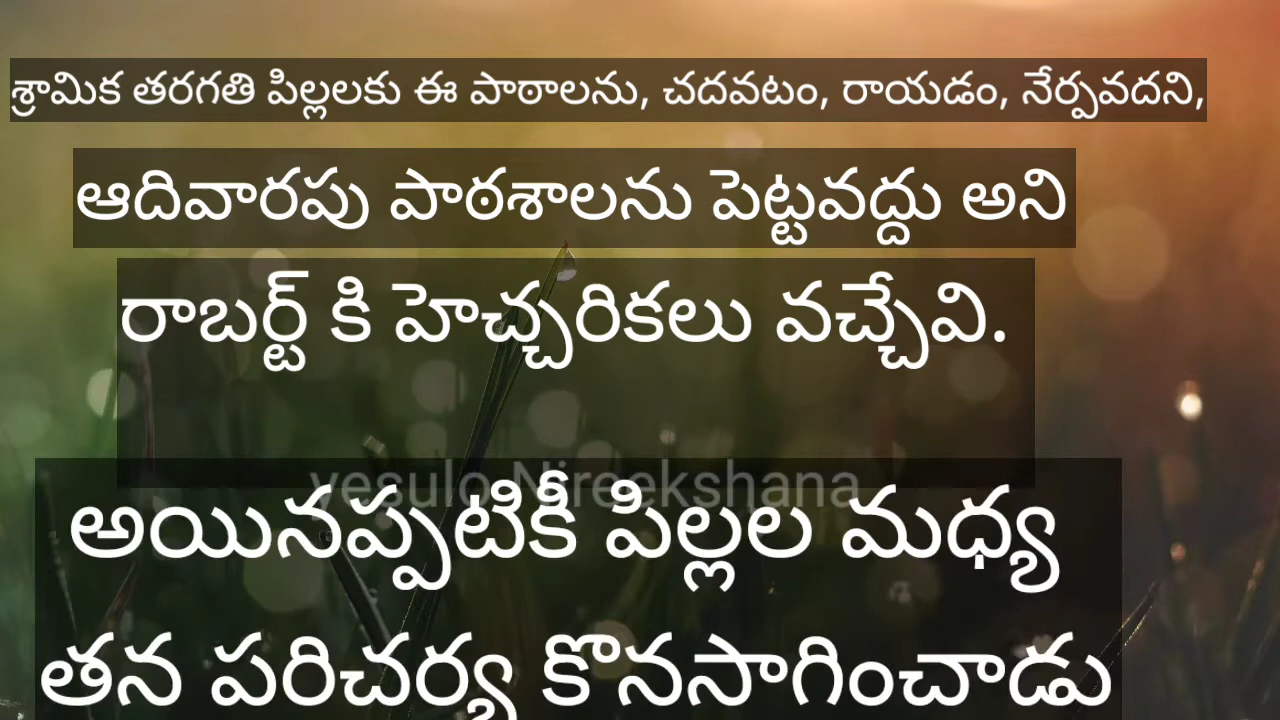 శ్రామిక తరగతి పిల్లలకు ఈ పాఠాలను, చదవటం, రాయడం, నేర్పవదని,
ఆదివారపు పాఠశాలను పెట్టవద్దు అని
రాబర్ట్ కి హెచ్చరికలు వచ్చేవి.
yesulo Nireekshana
అయినప్పటికీ పిల్లల మధ్య
తన పరిచర్య కొనసాగించాడు